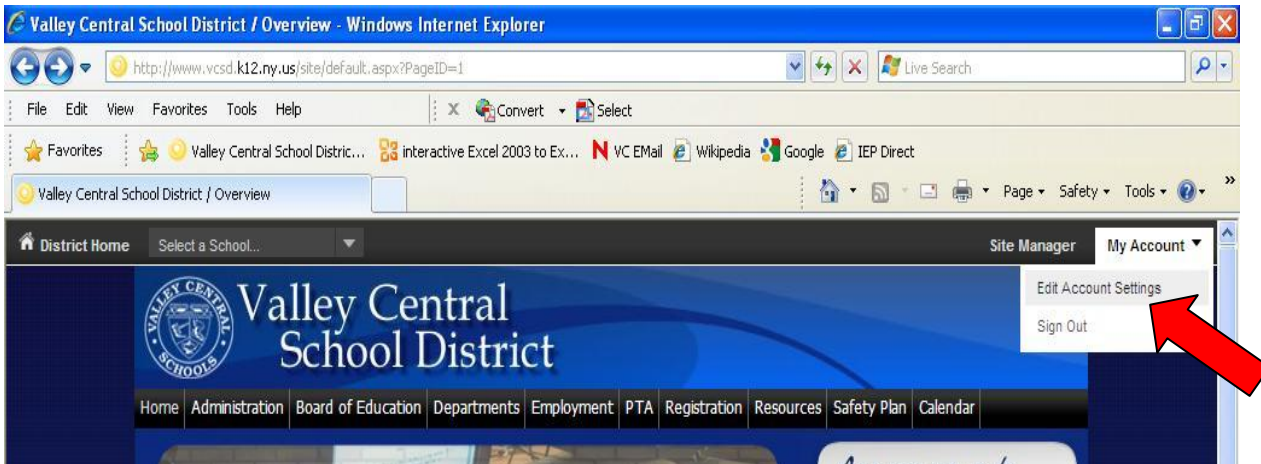 Valley Central School District / Overview - Windows Internet Explorer
http://www.vcsd.k12.ny.us/site/default.aspx?PageID=1
Live Search
File Edit View Favorites Tools Help
X Convert Select
Favorites Valley Central School Distric... interactive Excel 2003 to Ex... VC EMail Wikipedia Google IEP Direct
Valley Central School District / Overview
Page Safety Tools
District Home Select a School... Site Manager My Account
Edit Account Settings
Sign Out
VALLEY CENTRAL SCHOOLS
Valley Central
School District
Home Administration Board of Education Departments Employment PTA Registration Resources Safety Plan Calendar